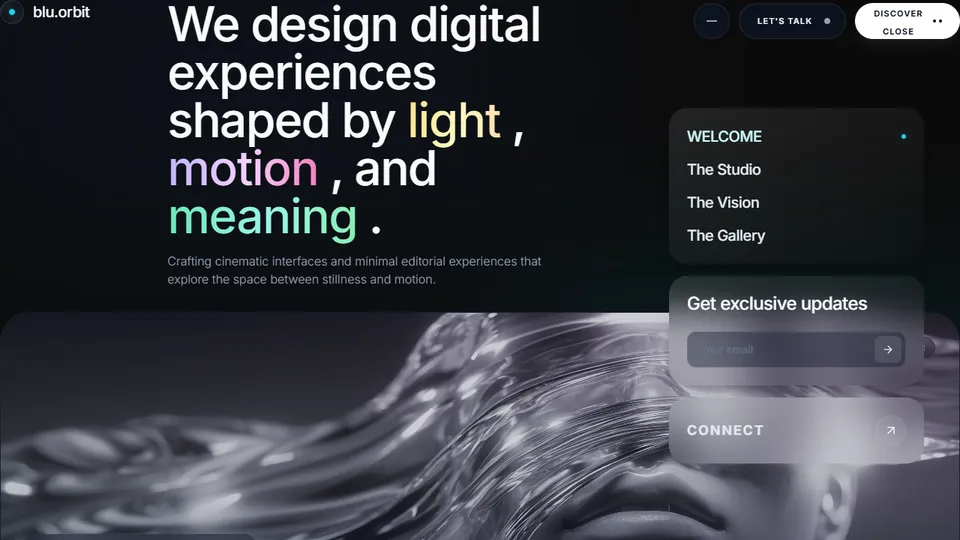 blu.orbit
We design digital
experiences
shaped by light ,
motion , and
meaning .
Crafting cinematic interfaces and minimal editorial experiences that
explore the space between stillness and motion.
LET'S TALK
DISCOVER
CLOSE
WELCOME
The Studio
The Vision
The Gallery
Get exclusive updates
Your email
CONNECT